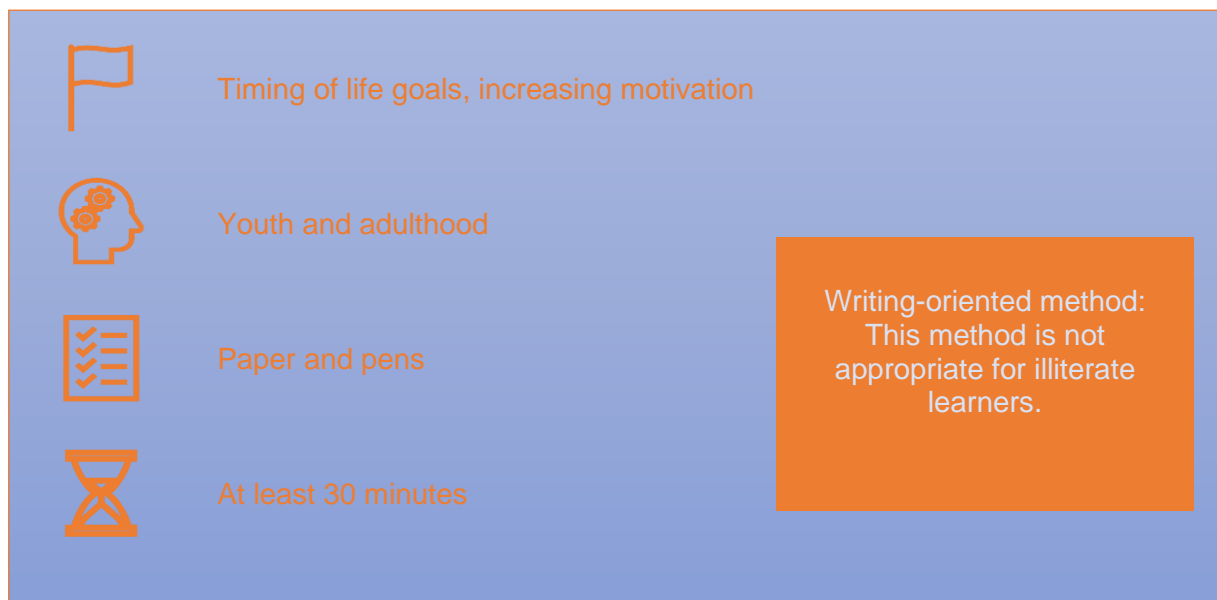 Timing of life goals, increasing motivation
Youth and adulthood
Paper and pens
At least 30 minutes
Writing-oriented method:
This method is not
appropriate for illiterate
learners.